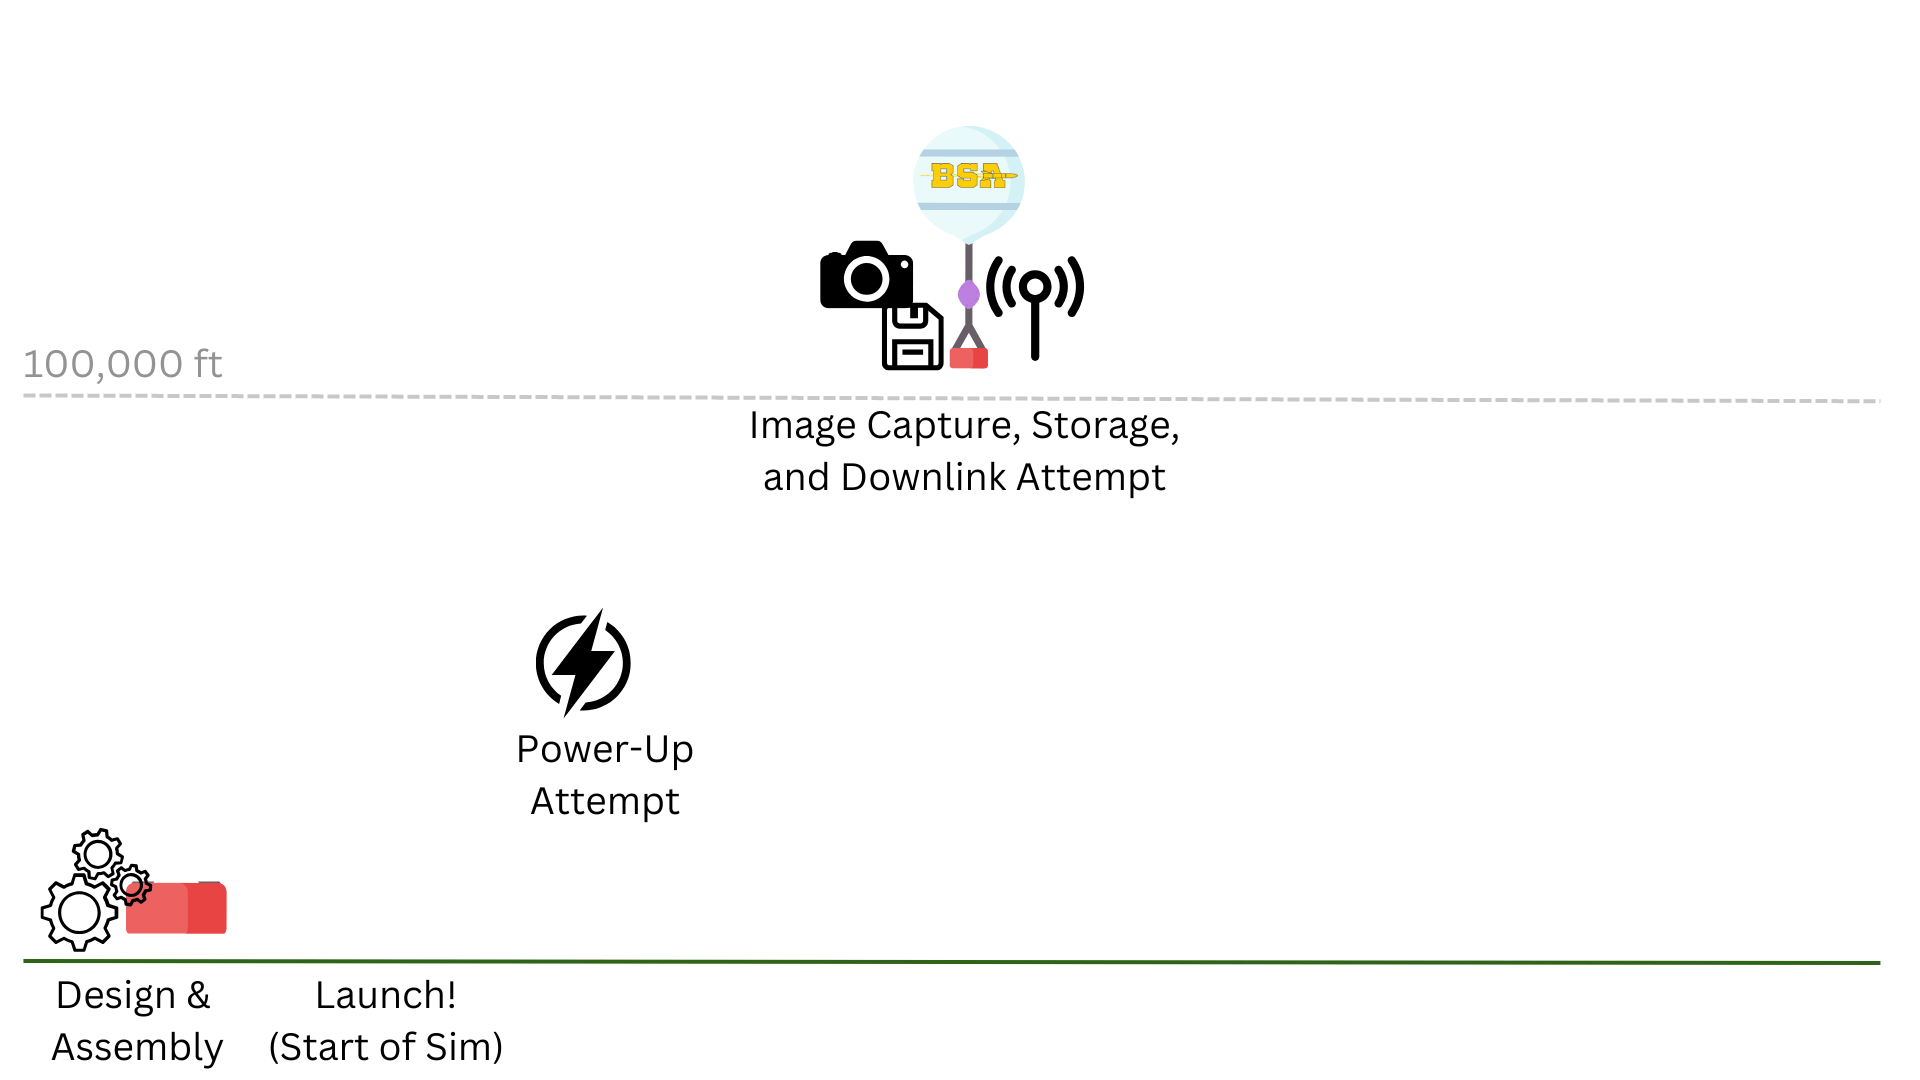 BSA
100,000 ft
Image Capture, Storage,
and Downlink Attempt
Power-Up
Attempt
Design &
Assembly
Launch!
(Start of Sim)